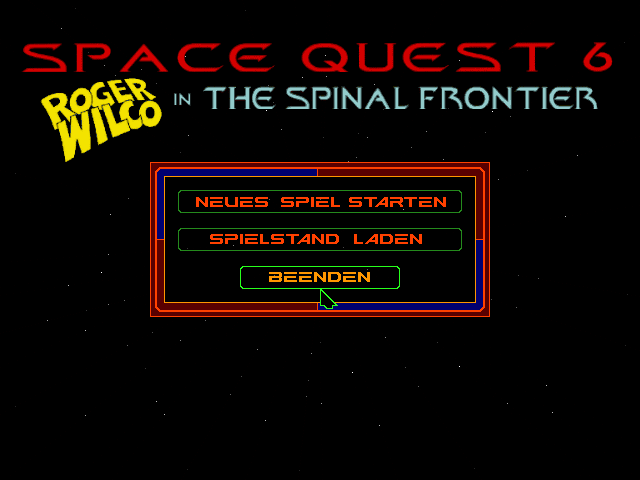 SPACE QUEST 6
ROGER
WILCO
IN THE SPINAL FRONTIER
NEUES SPIEL STARTEN
SPIELSTAND LADEN
BEENDEN